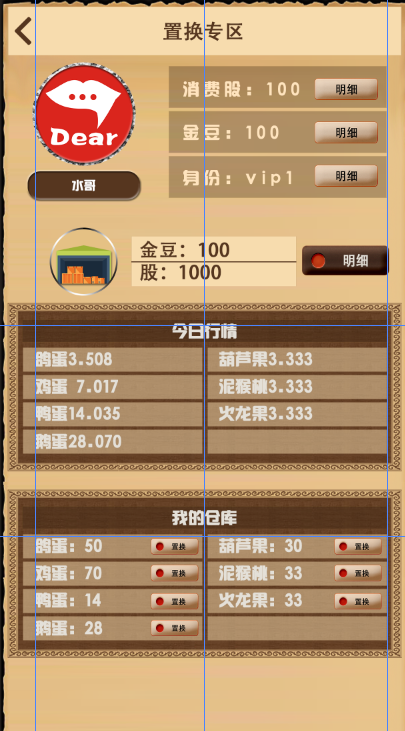 置换专区
Dear
水哥
消费股：100 明细
金豆：100 明细
身份：vip1 明细
金豆：100
股：1000
明细
今日行情
鸽蛋3.508 葫芦果3.333
鸡蛋 7.017 泥猴桃3.333
鸭蛋14.035 火龙果3.333
鹅蛋28.070
我的仓库
鸽蛋：50 置换 葫芦果：30 置换
鸡蛋：70 置换 泥猴桃：33 置换
鸭蛋：14 置换 火龙果：33 置换
鹅蛋：28 置换